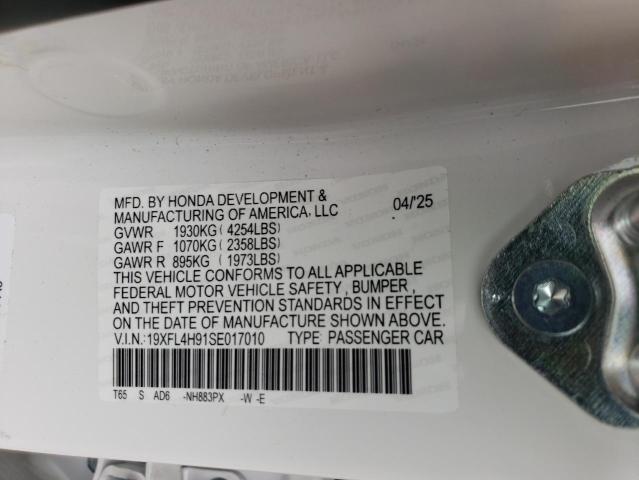 MFD. BY HONDA DEVELOPMENT &
MANUFACTURING OF AMERICA, LLC 04/'25
GVWR 1930KG ( 4254LBS)
GAWR F 1070KG ( 2358LBS)
GAWR R 895KG ( 1973LBS)
THIS VEHICLE CONFORMS TO ALL APPLICABLE
FEDERAL MOTOR VEHICLE SAFETY , BUMPER ,
AND THEFT PREVENTION STANDARDS IN EFFECT
ON THE DATE OF MANUFACTURE SHOWN ABOVE.
V.I.N.:19XFL4H91SE017010 TYPE PASSENGER CAR
T65 S AD6 -NH883PX -W -E